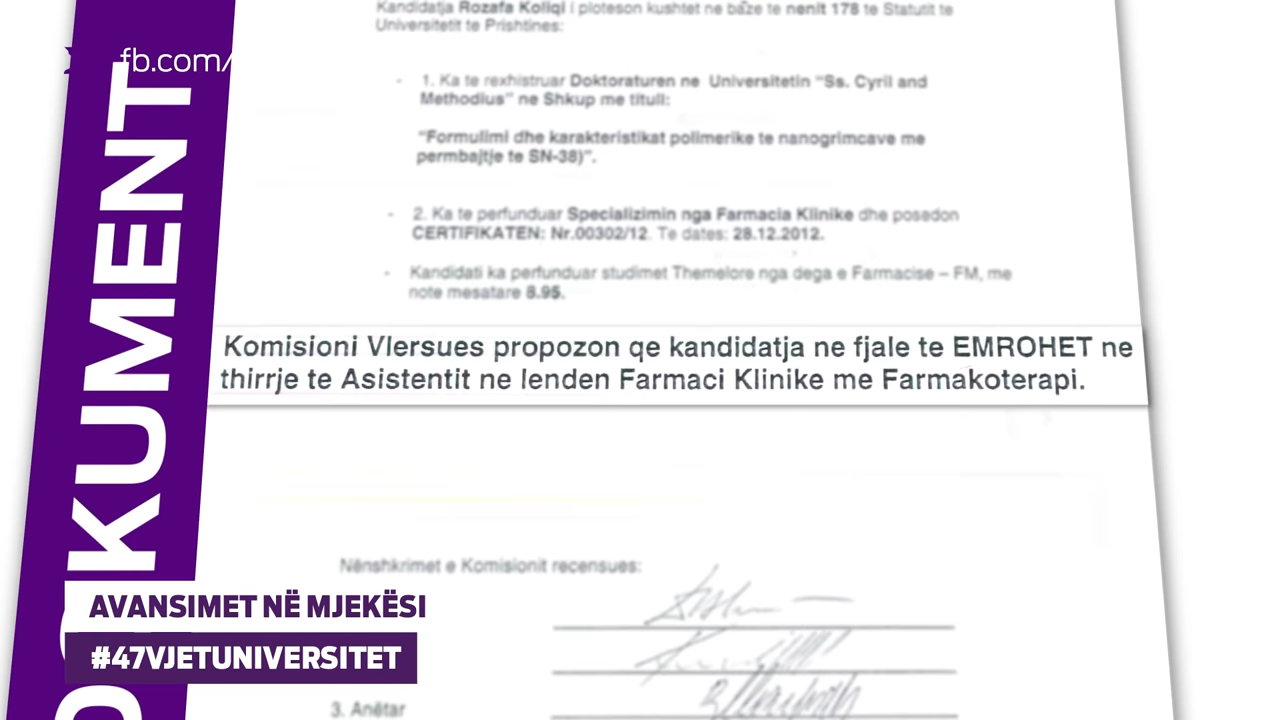 Kandidatja Rozafa Koliqi i ploteson kushtet ne baze te nenit 178 te Statutit te
Universitetit te Prishtines:
- 1. Ka te rexhistruar Doktoraturen ne Universitetin "Ss. Cyril and
Methodius" ne Shkup me titull:
"Formulimi dhe karakteristikat polimerike te nanogrimcave me
permbajtje te SN-38)".
- 2. Ka te perfunduar Specializimin nga Farmacia Klinike dhe posedon
CERTIFIKATEN: Nr.00302/12. Te dates: 28.12.2012.
- Kandidati ka perfunduar studimet Themelore nga dega e Farmacise – FM, me
note mesatare 8.95.
Komisioni Vlersues propozon qe kandidatja ne fjale te EMROHET ne
thirrje te Asistentit ne lenden Farmaci Klinike me Farmakoterapi.
Nënshkrimet e Komisionit recensues:
3. Anëtar
fb.com/
DOKUMENT
AVANSIMET NË MJEKËSI
#47VJETUNIVERSITET